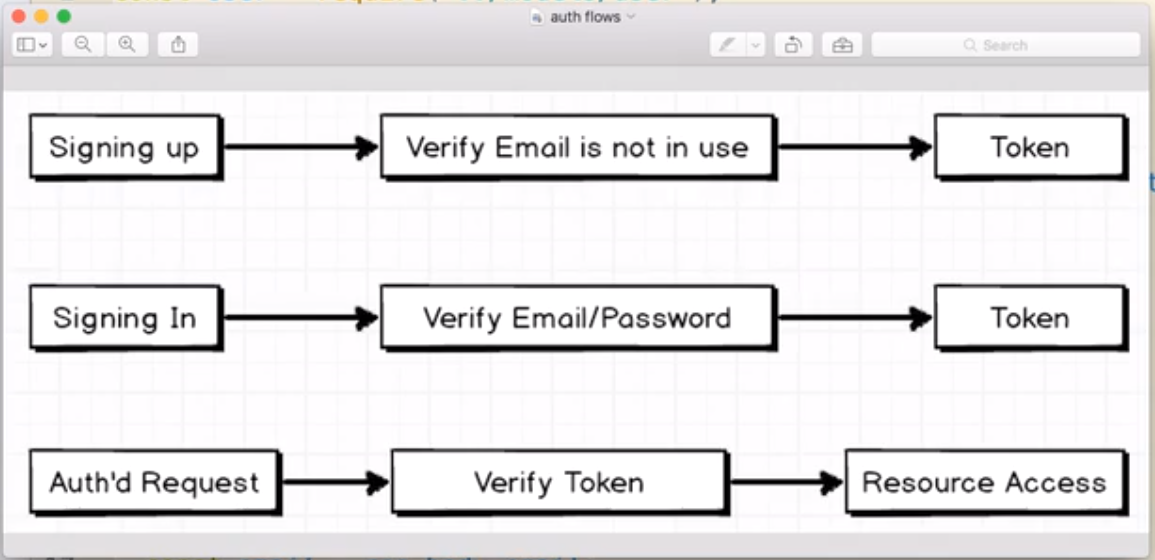 auth flows
Search
Signing up
Verify Email is not in use
Token
Signing In
Verify Email/Password
Token
Auth'd Request
Verify Token
Resource Access